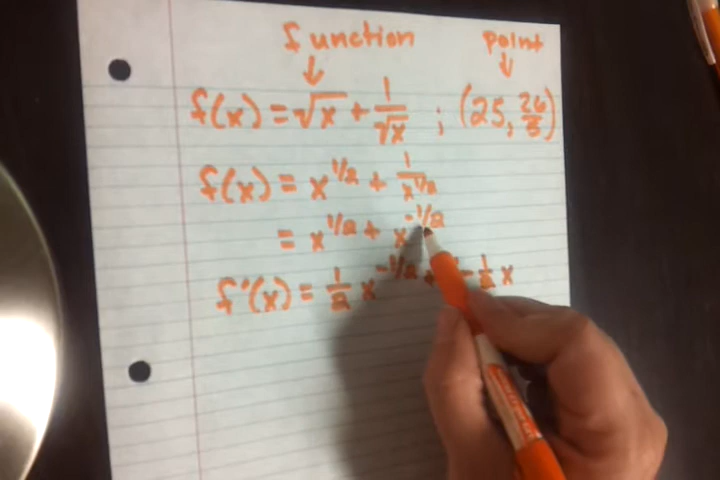 function point
↓ ↓
f(x) = √x + 1/√x ; (25, 26/5)
f(x) = x^1/2 + 1/x^1/2
= x^1/2 + x^-1/2
f'(x) = 1/2 x^-1/2 - 1/2 x